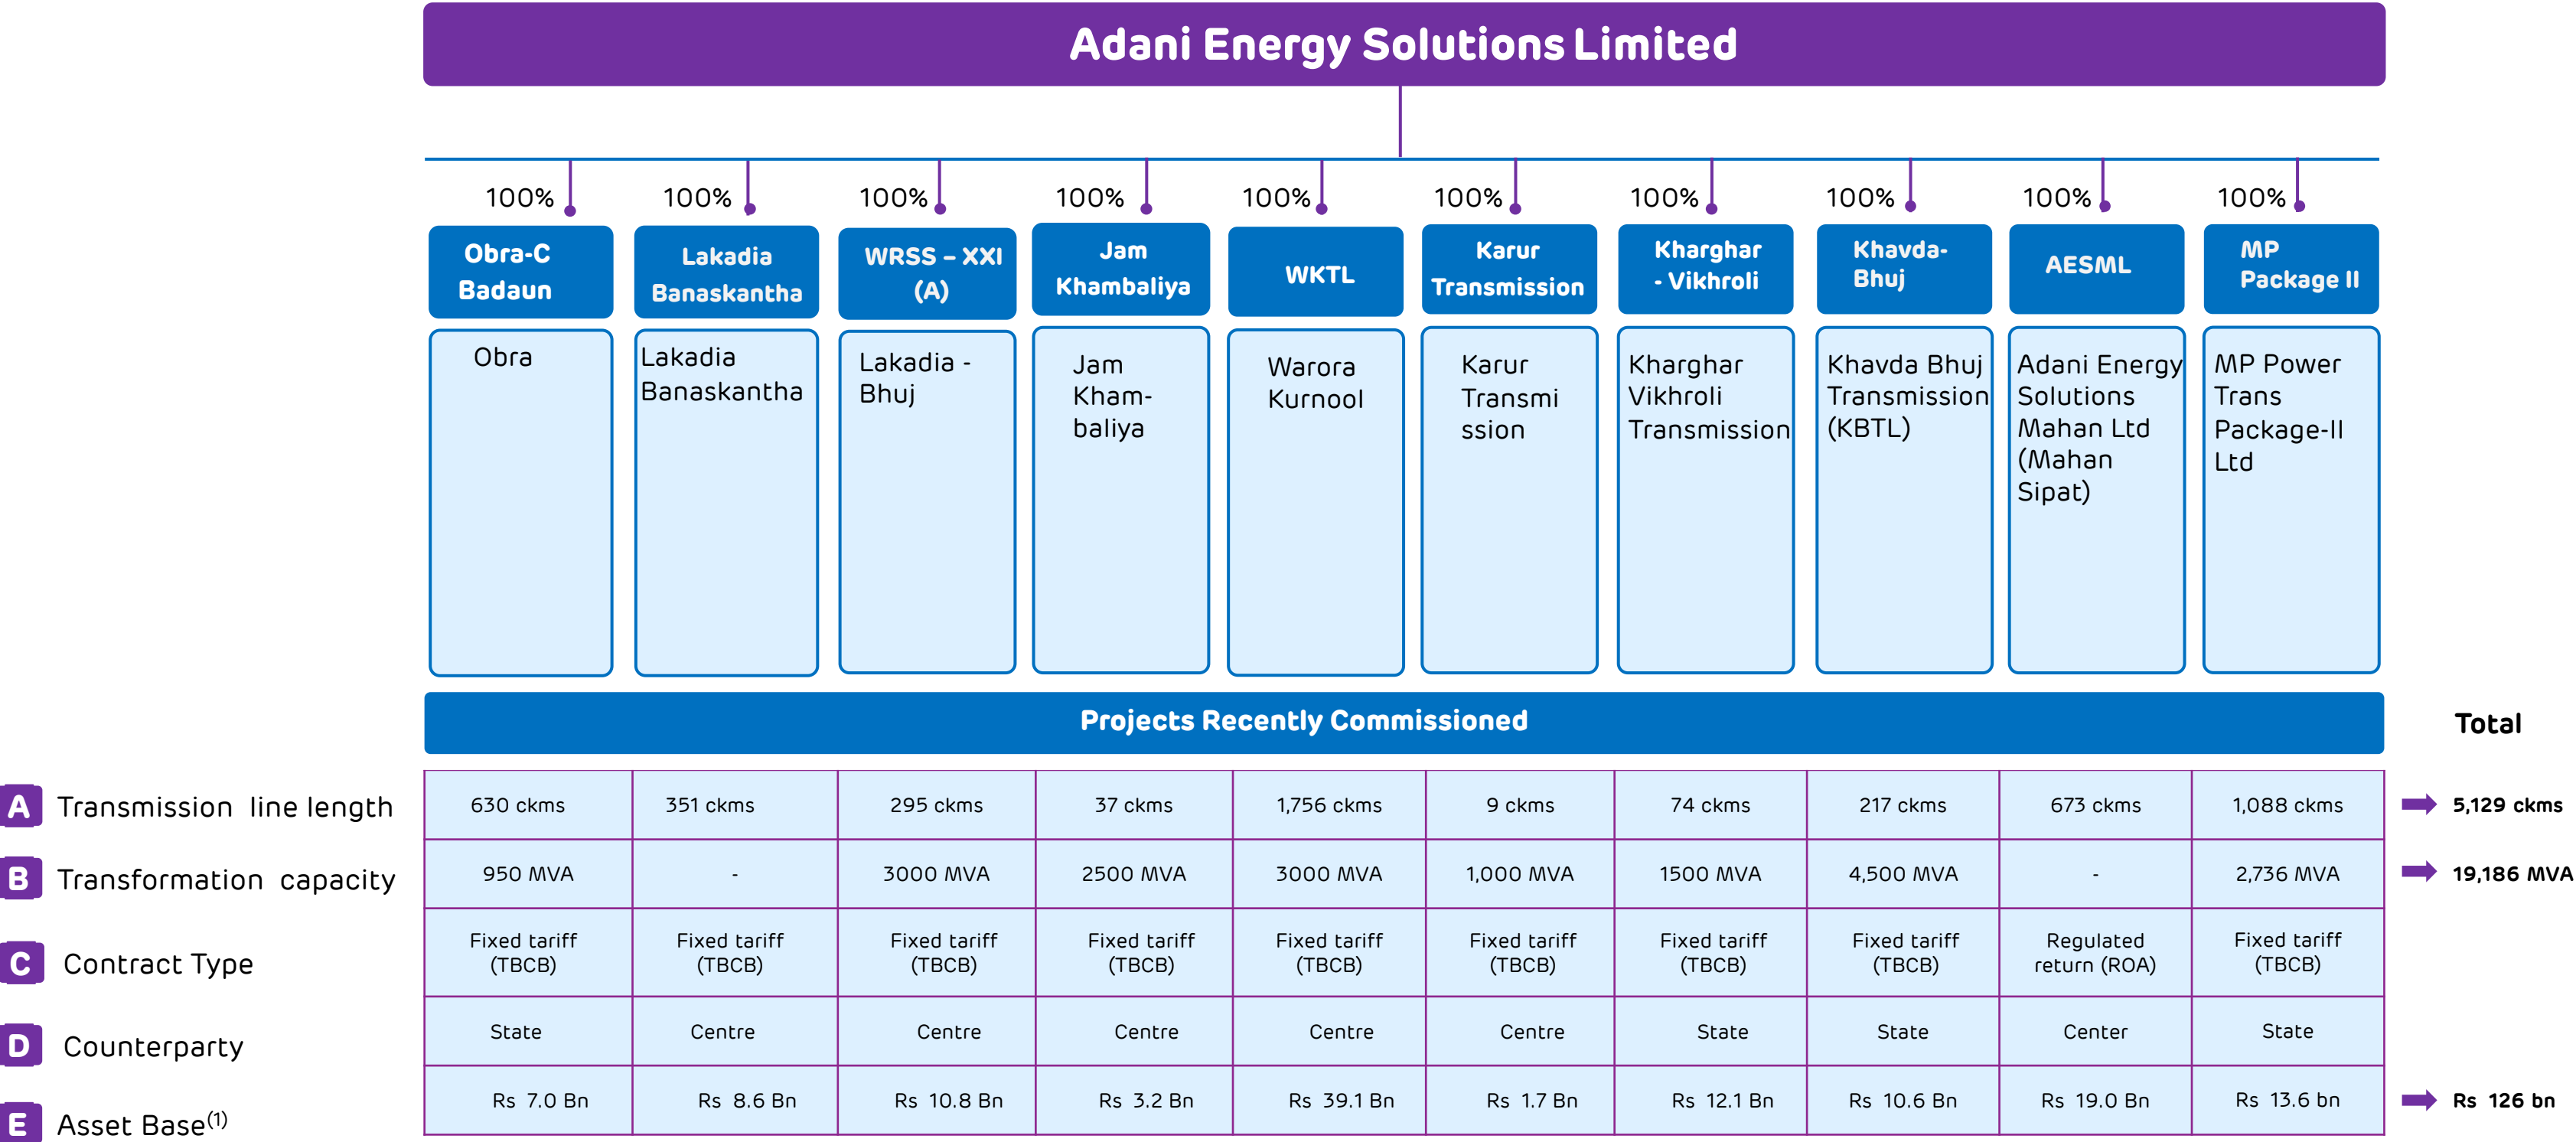 Adani Energy Solutions Limited
100% 100% 100% 100% 100% 100% 100% 100% 100% 100%
Obra-C
Badaun
Lakadia
Banaskantha
WRSS – XXI
(A)
Jam
Khambaliya
WKTL
Karur
Transmission
Kharghar
- Vikhroli
Khavda-
Bhuj
AESML
MP
Package II
Obra
Lakadia
Banaskantha
Lakadia -
Bhuj
Jam
Kham-
baliya
Warora
Kurnool
Karur
Transmi
ssion
Kharghar
Vikhroli
Transmission
Khavda Bhuj
Transmission
(KBTL)
Adani Energy
Solutions
Mahan Ltd
(Mahan
Sipat)
MP Power
Trans
Package-II
Ltd
Projects Recently Commissioned
Total
A Transmission line length 630 ckms 351 ckms 295 ckms 37 ckms 1,756 ckms 9 ckms 74 ckms 217 ckms 673 ckms 1,088 ckms 5,129 ckms
B Transformation capacity 950 MVA - 3000 MVA 2500 MVA 3000 MVA 1,000 MVA 1500 MVA 4,500 MVA - 2,736 MVA 19,186 MVA
C Contract Type
Fixed tariff
(TBCB)
Fixed tariff
(TBCB)
Fixed tariff
(TBCB)
Fixed tariff
(TBCB)
Fixed tariff
(TBCB)
Fixed tariff
(TBCB)
Fixed tariff
(TBCB)
Fixed tariff
(TBCB)
Regulated
return (ROA)
Fixed tariff
(TBCB)
D Counterparty State Centre Centre Centre Centre Centre State State Center State
E Asset Base(1) Rs 7.0 Bn Rs 8.6 Bn Rs 10.8 Bn Rs 3.2 Bn Rs 39.1 Bn Rs 1.7 Bn Rs 12.1 Bn Rs 10.6 Bn Rs 19.0 Bn Rs 13.6 bn Rs 126 bn